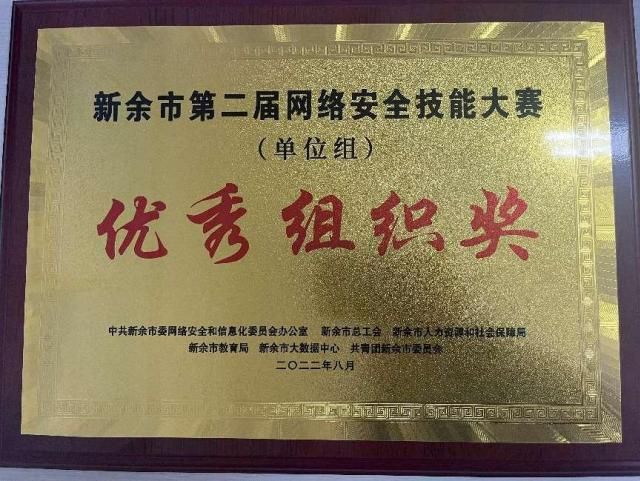 新余市第二届网络安全技能大赛
（单位组）
优秀组织奖
中共新余市委网络安全和信息化委员会办公室 新余市总工会 新余市人力资源和社会保障局
新余市教育局 新余市大数据中心 共青团新余市委员会
二〇二二年八月